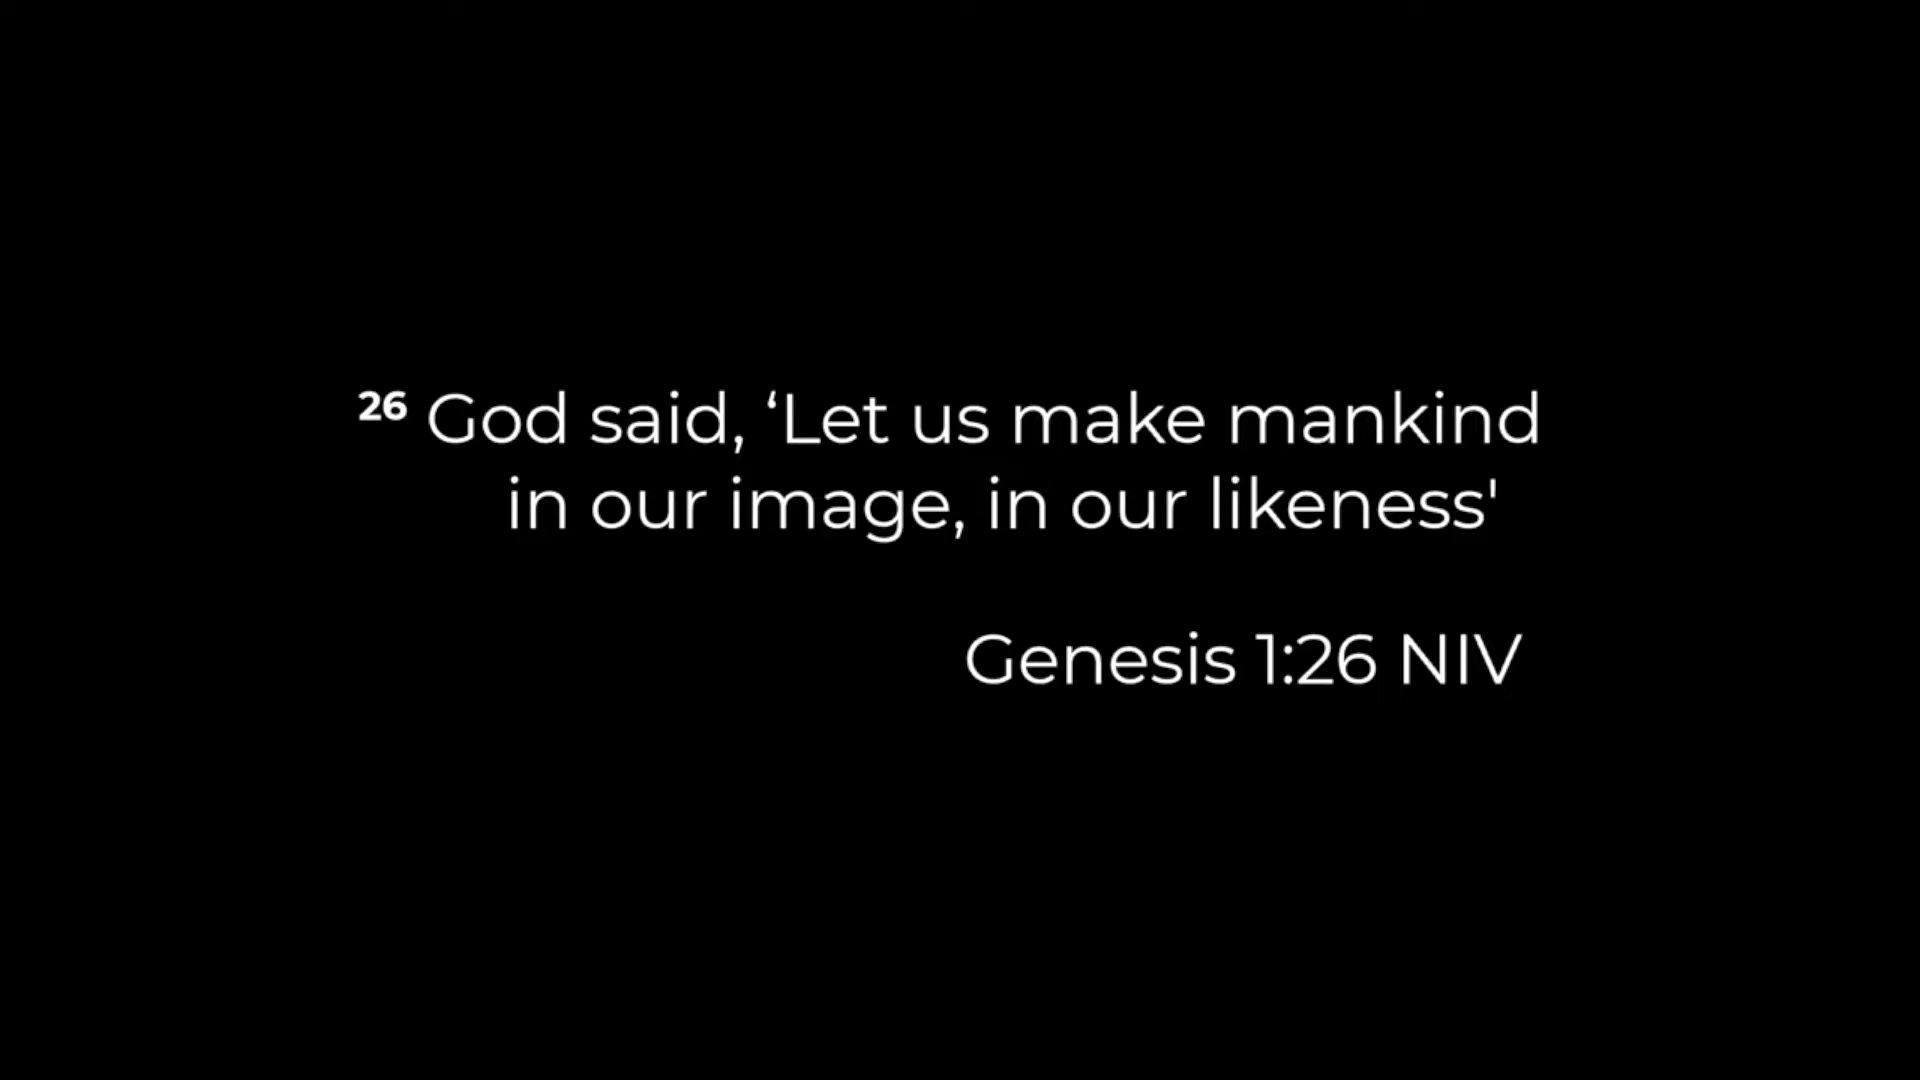 26 God said, ‘Let us make mankind
in our image, in our likeness'
Genesis 1:26 NIV